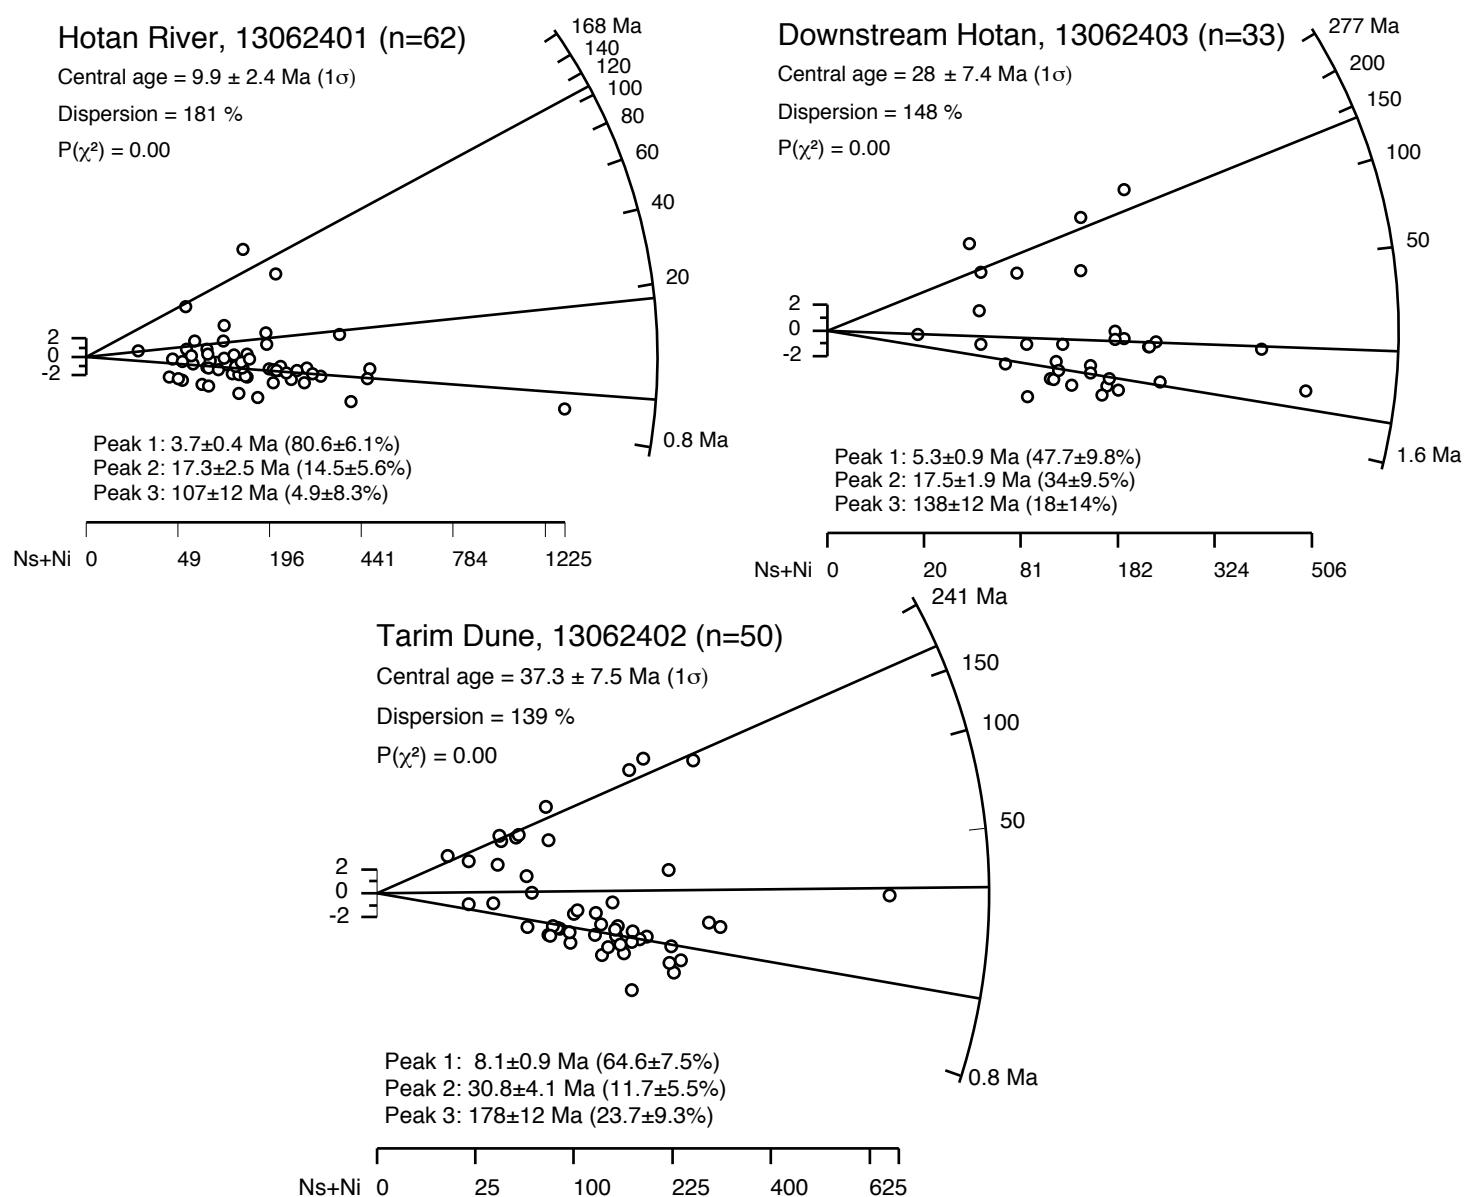 Hotan River, 13062401 (n=62)
Central age = 9.9 ± 2.4 Ma (1σ)
Dispersion = 181 %
P(χ²) = 0.00
168 Ma
140
120
100
80
60
40
20
0.8 Ma
2
0
-2
Peak 1: 3.7±0.4 Ma (80.6±6.1%)
Peak 2: 17.3±2.5 Ma (14.5±5.6%)
Peak 3: 107±12 Ma (4.9±8.3%)
Ns+Ni 0 49 196 441 784 1225
Downstream Hotan, 13062403 (n=33)
Central age = 28 ± 7.4 Ma (1σ)
Dispersion = 148 %
P(χ²) = 0.00
277 Ma
200
150
100
50
1.6 Ma
2
0
-2
Peak 1: 5.3±0.9 Ma (47.7±9.8%)
Peak 2: 17.5±1.9 Ma (34±9.5%)
Peak 3: 138±12 Ma (18±14%)
Ns+Ni 0 20 81 182 324 506
Tarim Dune, 13062402 (n=50)
Central age = 37.3 ± 7.5 Ma (1σ)
Dispersion = 139 %
P(χ²) = 0.00
241 Ma
150
100
50
0.8 Ma
2
0
-2
Peak 1: 8.1±0.9 Ma (64.6±7.5%)
Peak 2: 30.8±4.1 Ma (11.7±5.5%)
Peak 3: 178±12 Ma (23.7±9.3%)
Ns+Ni 0 25 100 225 400 625